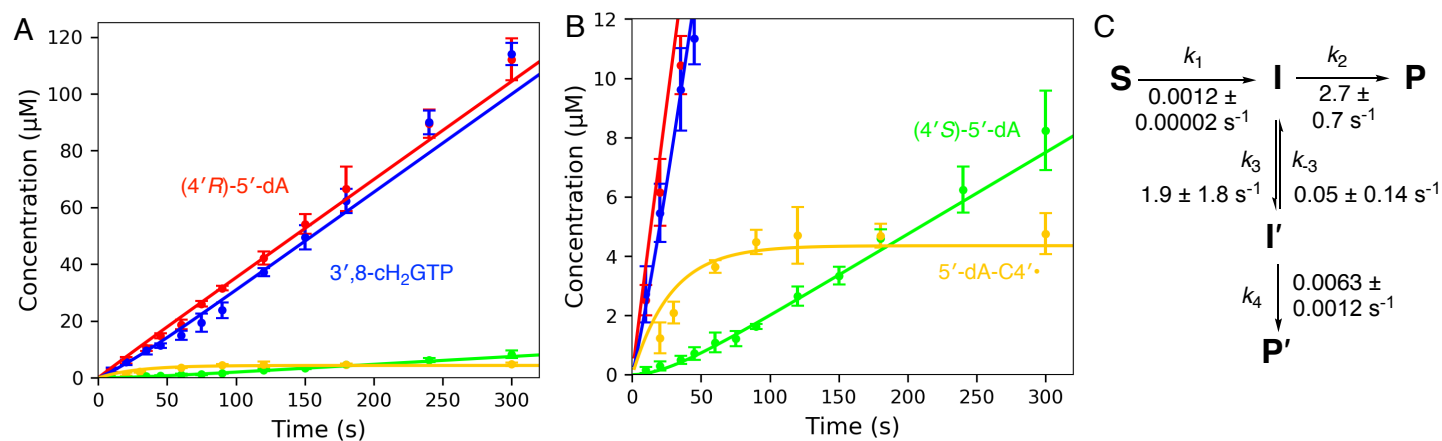 A
Concentration (μM)
120
100
80
60
40
20
0
(4′R)-5′-dA
3′,8-cH₂GTP
0 50 100 150 200 250 300
Time (s)
B
Concentration (μM)
12
10
8
6
4
2
0
(4′S)-5′-dA
5′-dA-C4′•
0 50 100 150 200 250 300
Time (s)
C
k₁ k₂
S I P
0.0012 ± 2.7 ±
0.00002 s⁻¹ 0.7 s⁻¹
k₃ k₋₃
1.9 ± 1.8 s⁻¹ 0.05 ± 0.14 s⁻¹
I′
k₄ 0.0063 ±
0.0012 s⁻¹
P′